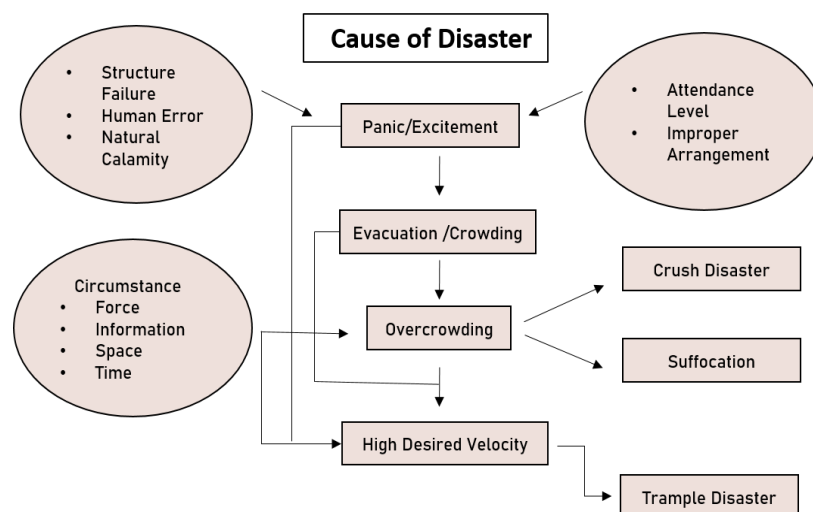 Cause of Disaster
• Structure
Failure
• Human Error
• Natural
Calamity
• Attendance
Level
• Improper
Arrangement
Panic/Excitement
Evacuation /Crowding
Circumstance
• Force
• Information
• Space
• Time
Overcrowding
Crush Disaster
Suffocation
High Desired Velocity
Trample Disaster